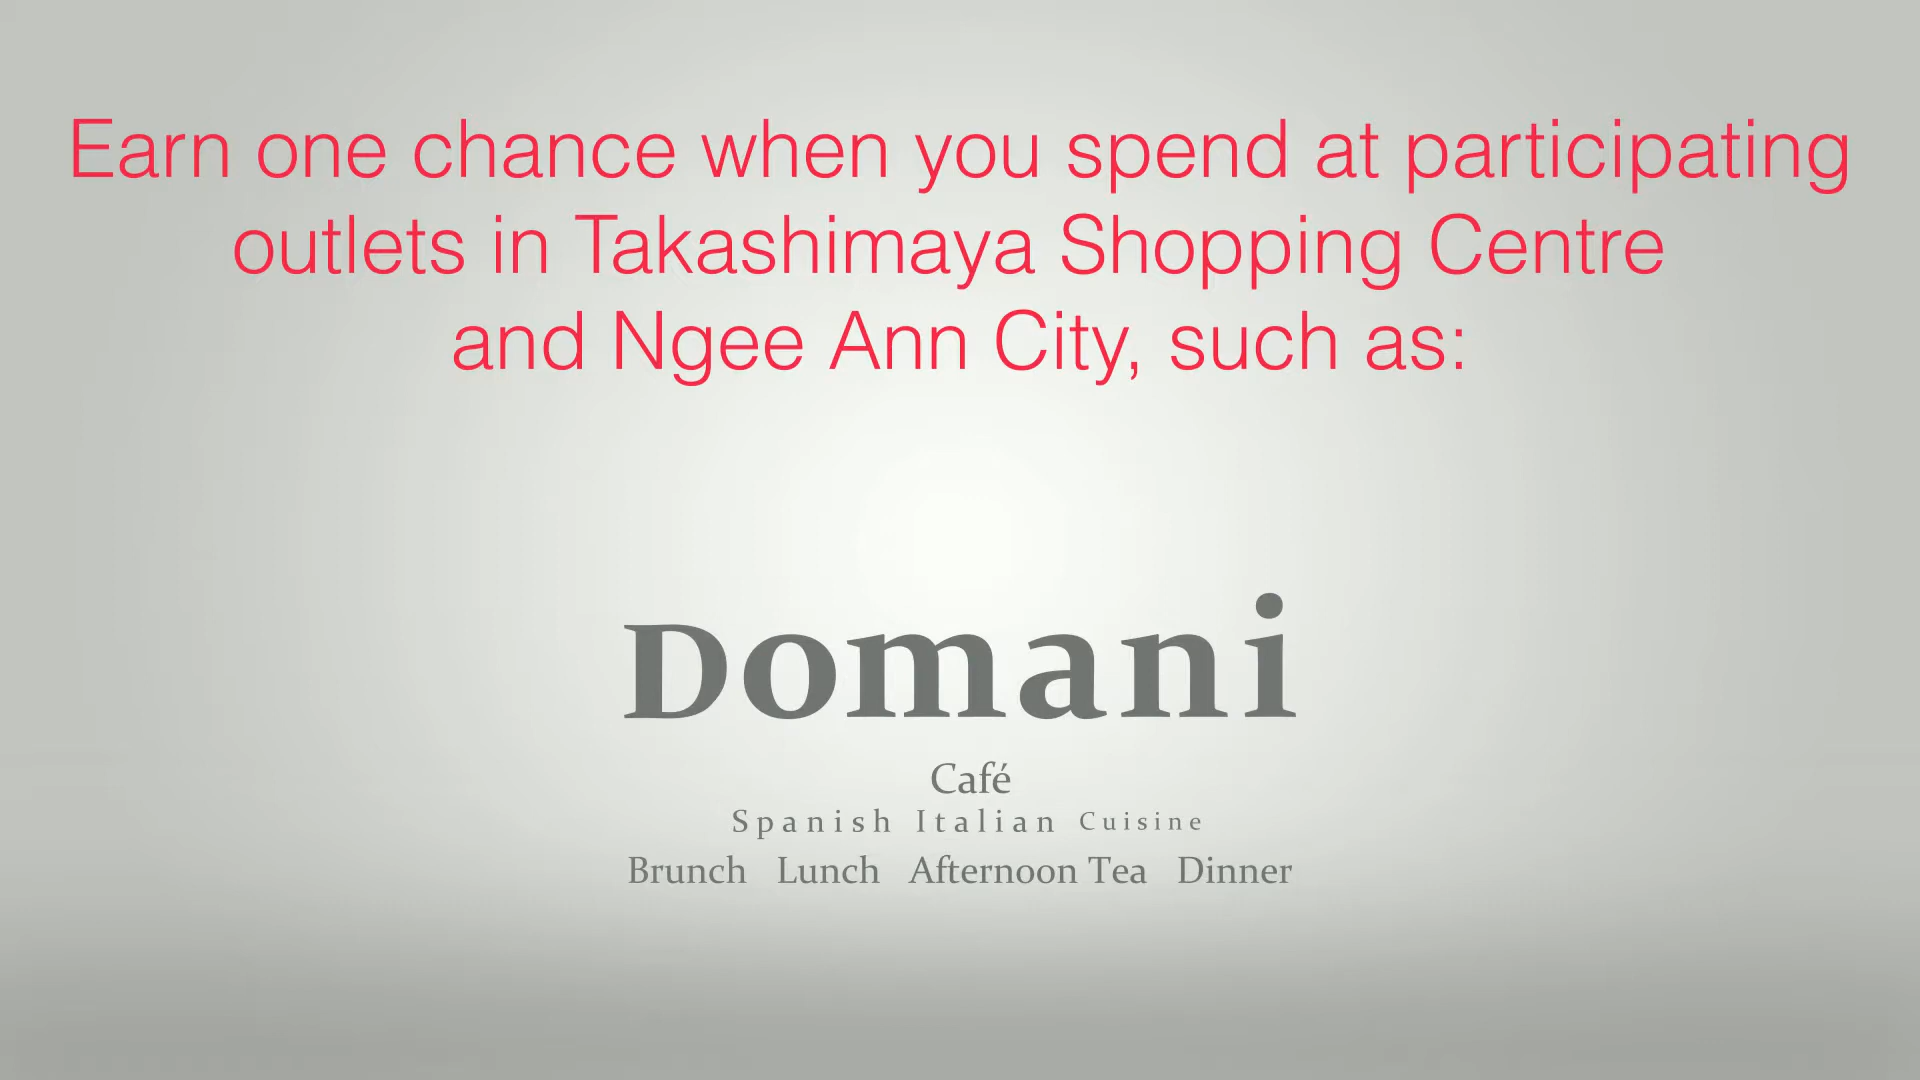 Earn one chance when you spend at participating
outlets in Takashimaya Shopping Centre
and Ngee Ann City, such as:
Domani
Café
Spanish Italian Cuisine
Brunch Lunch Afternoon Tea Dinner